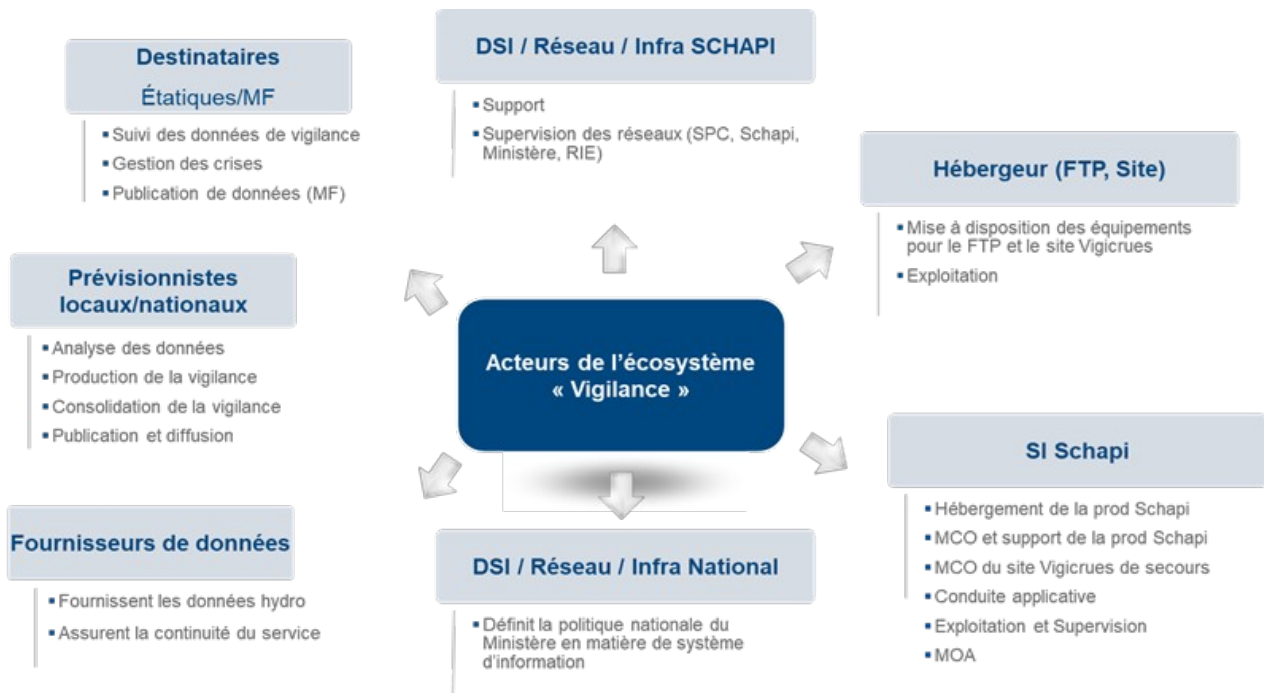 Destinataires
Étatiques/MF
▪ Suivi des données de vigilance
▪ Gestion des crises
▪ Publication de données (MF)
DSI / Réseau / Infra SCHAPI
▪ Support
▪ Supervision des réseaux (SPC, Schapi,
Ministère, RIE)
Hébergeur (FTP, Site)
▪ Mise à disposition des équipements
pour le FTP et le site Vigicrues
▪ Exploitation
Prévisionnistes
locaux/nationaux
▪ Analyse des données
▪ Production de la vigilance
▪ Consolidation de la vigilance
▪ Publication et diffusion
Acteurs de l'écosystème
« Vigilance »
SI Schapi
▪ Hébergement de la prod Schapi
▪ MCO et support de la prod Schapi
▪ MCO du site Vigicrues de secours
▪ Conduite applicative
▪ Exploitation et Supervision
▪ MOA
Fournisseurs de données
▪ Fournissent les données hydro
▪ Assurent la continuité du service
DSI / Réseau / Infra National
▪ Définit la politique nationale du
Ministère en matière de système
d'information